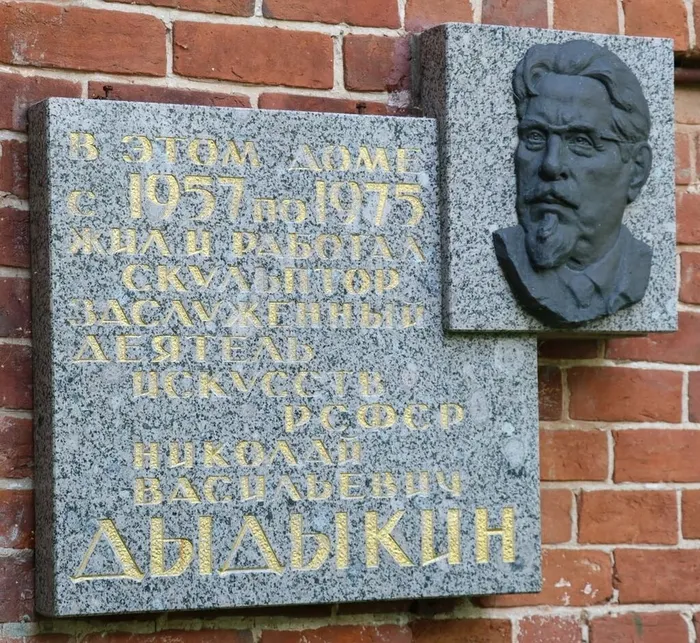 В ЭТОМ ДОМЕ
С 1957 ПО 1975
ЖИЛ И РАБОТАЛ
СКУЛЬПТОР
ЗАСЛУЖЕННЫЙ
ДЕЯТЕЛЬ
ИСКУССТВ
РСФСР
НИКОЛАЙ
ВАСИЛЬЕВИЧ
ДЫДЫКИН